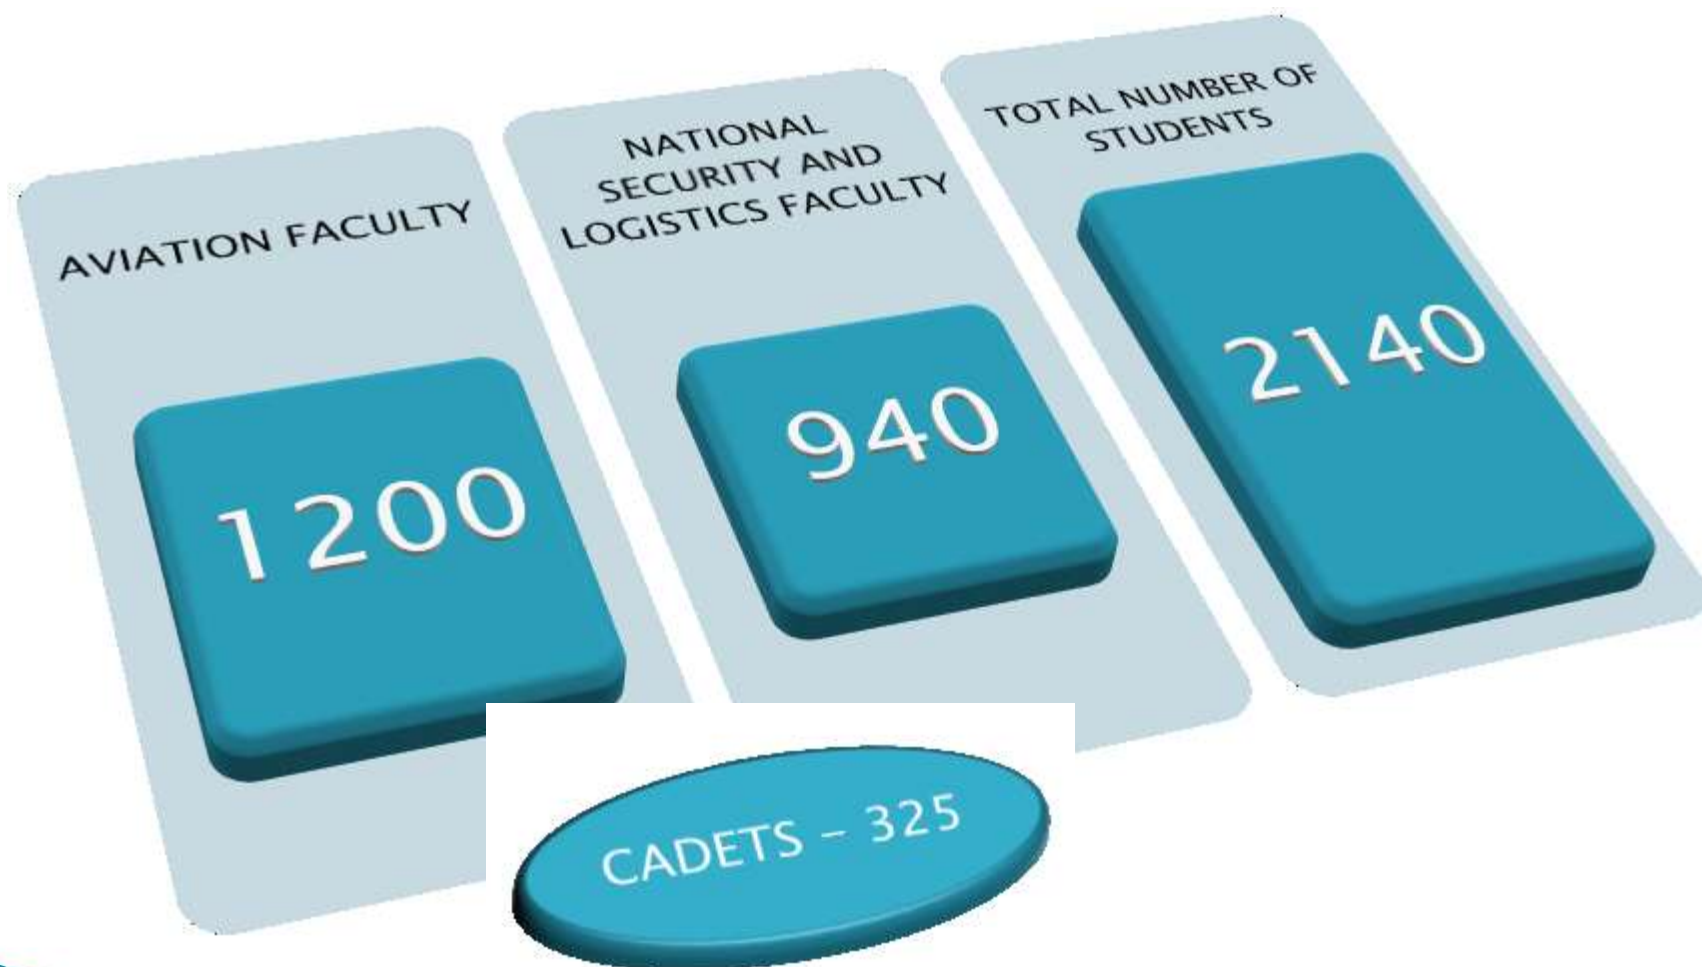 AVIATION FACULTY
1200
NATIONAL
SECURITY AND
LOGISTICS FACULTY
940
TOTAL NUMBER OF
STUDENTS
2140
CADETS – 325